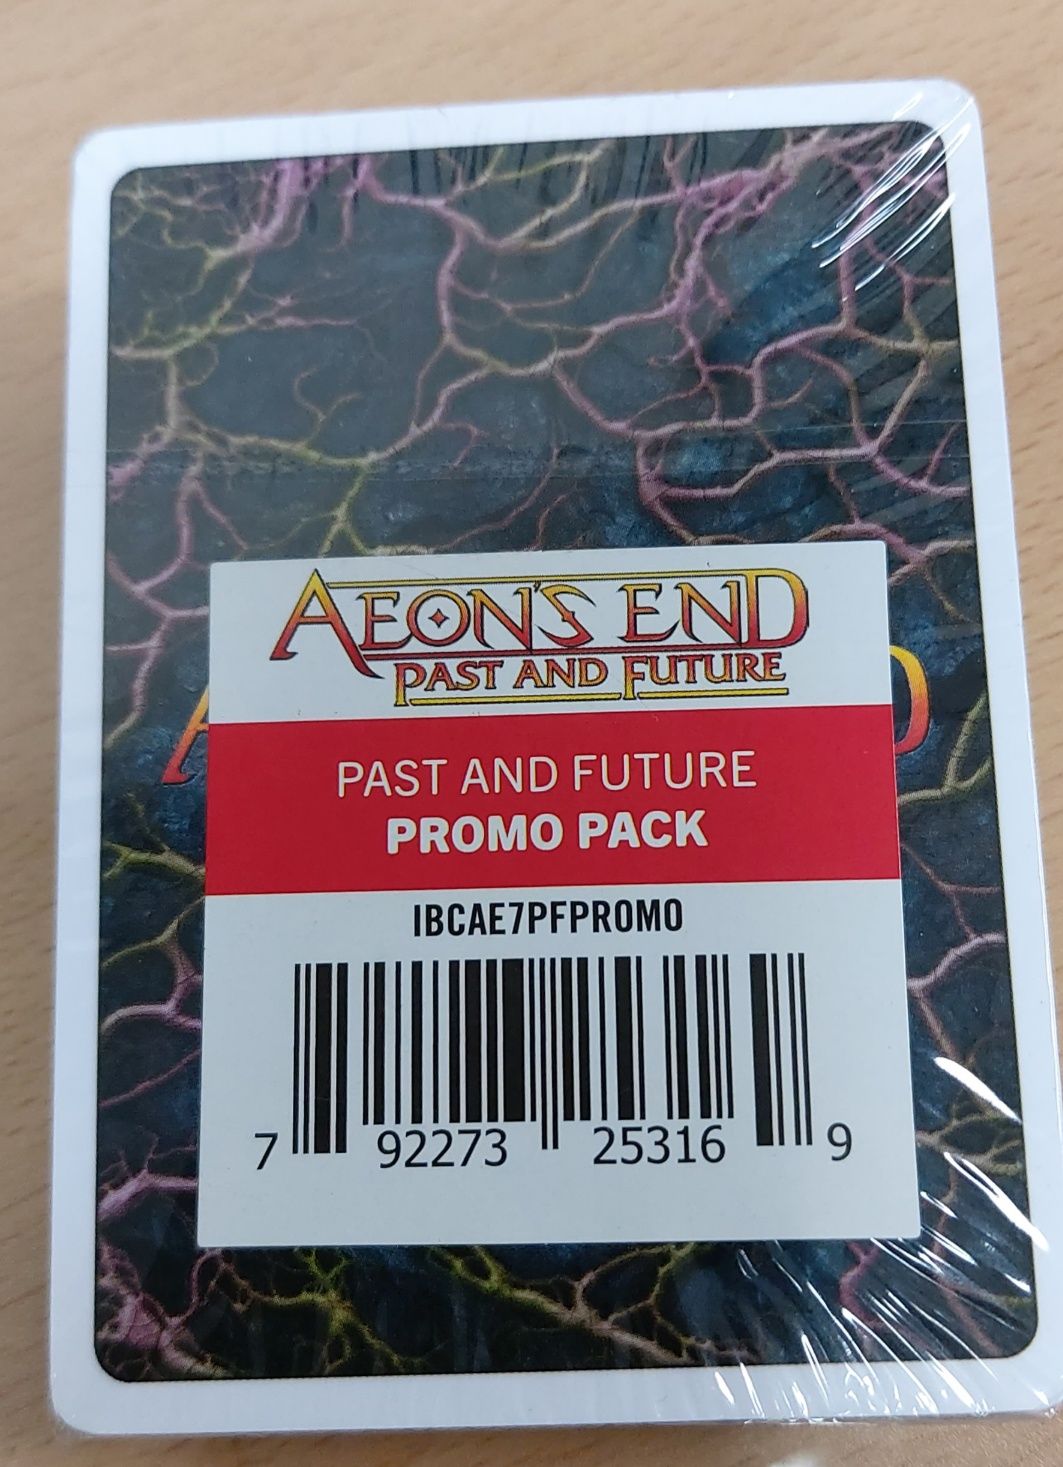 AEON'S END
PAST AND FUTURE
PAST AND FUTURE
PROMO PACK
IBCAE7PFPROMO
7 92273 25316 9